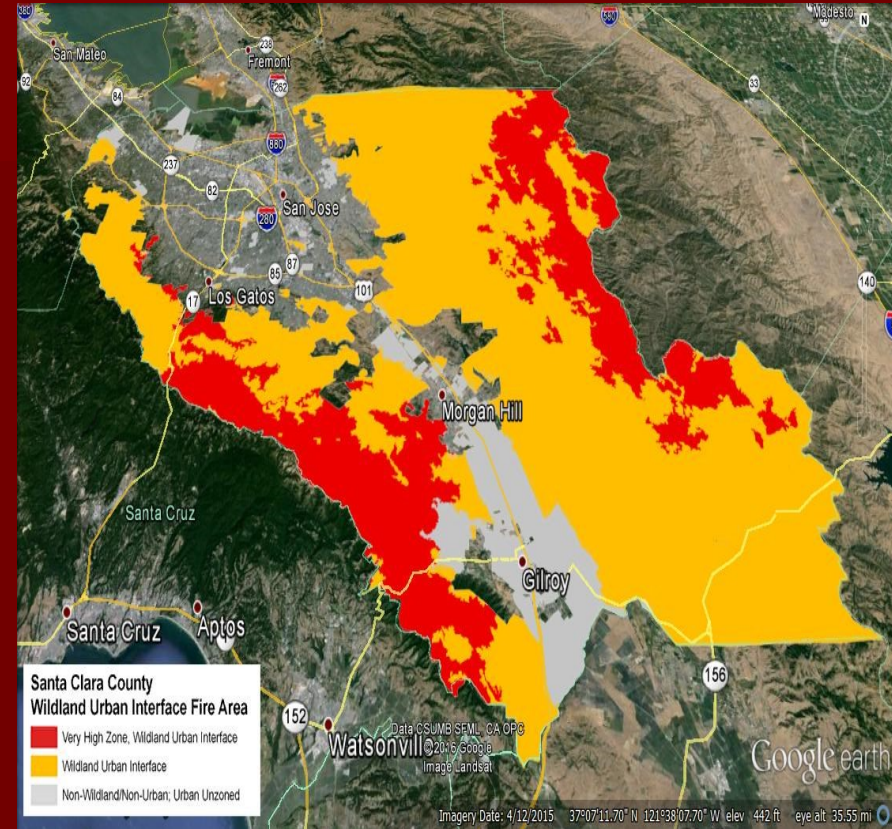 280
580
Modesto
N
San Mateo
238
Fremont
92
84
262
33
880
237
82
San Jose
280
87
85
Los Gatos
101
17
140
Morgan Hill
Santa Cruz
Gilroy
Santa Cruz
Aptos
156
152
Watsonville
Santa Clara County
Wildland Urban Interface Fire Area
Very High Zone, Wildland Urban Interface
Wildland Urban Interface
Non-Wildland/Non-Urban; Urban Unzoned
Data CSUMB SFML, CA OPC
©2016 Google
Image Landsat
Google earth
Imagery Date: 4/12/2015 37°07'11.70" N 121°38'07.70" W elev 442 ft eye alt 35.55 mi